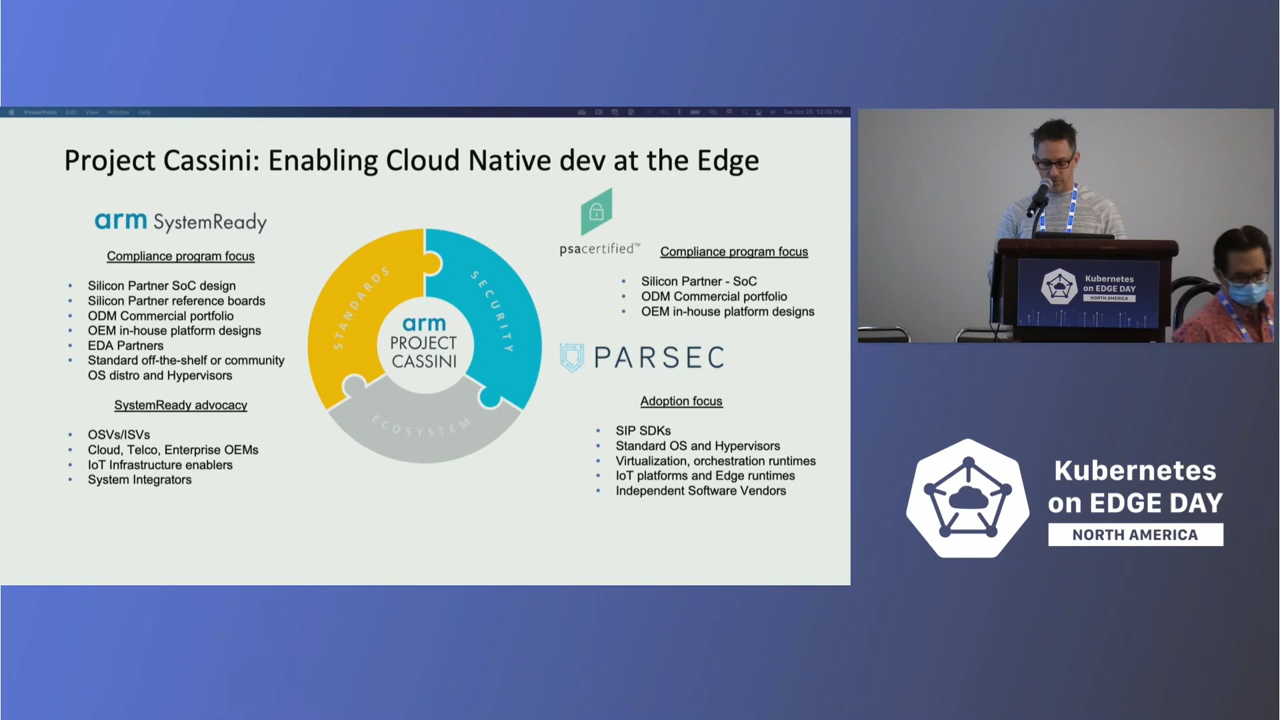 PowerPoint Edit View Window Help
Project Cassini: Enabling Cloud Native dev at the Edge
arm SystemReady
Compliance program focus
• Silicon Partner SoC design
• Silicon Partner reference boards
• ODM Commercial portfolio
• OEM in-house platform designs
• EDA Partners
• Standard off-the-shelf or community
OS distro and Hypervisors
SystemReady advocacy
• OSVs/ISVs
• Cloud, Telco, Enterprise OEMs
• IoT Infrastructure enablers
• System Integrators
STANDARDS
SECURITY
ECOSYSTEM
arm
PROJECT
CASSINI
psacertified™
Compliance program focus
• Silicon Partner - SoC
• ODM Commercial portfolio
• OEM in-house platform designs
PARSEC
Adoption focus
• SIP SDKs
• Standard OS and Hypervisors
• Virtualization, orchestration runtimes
• IoT platforms and Edge runtimes
• Independent Software Vendors
Kubernetes
on EDGE DAY
NORTH AMERICA
Kubernetes
on EDGE DAY
NORTH AMERICA